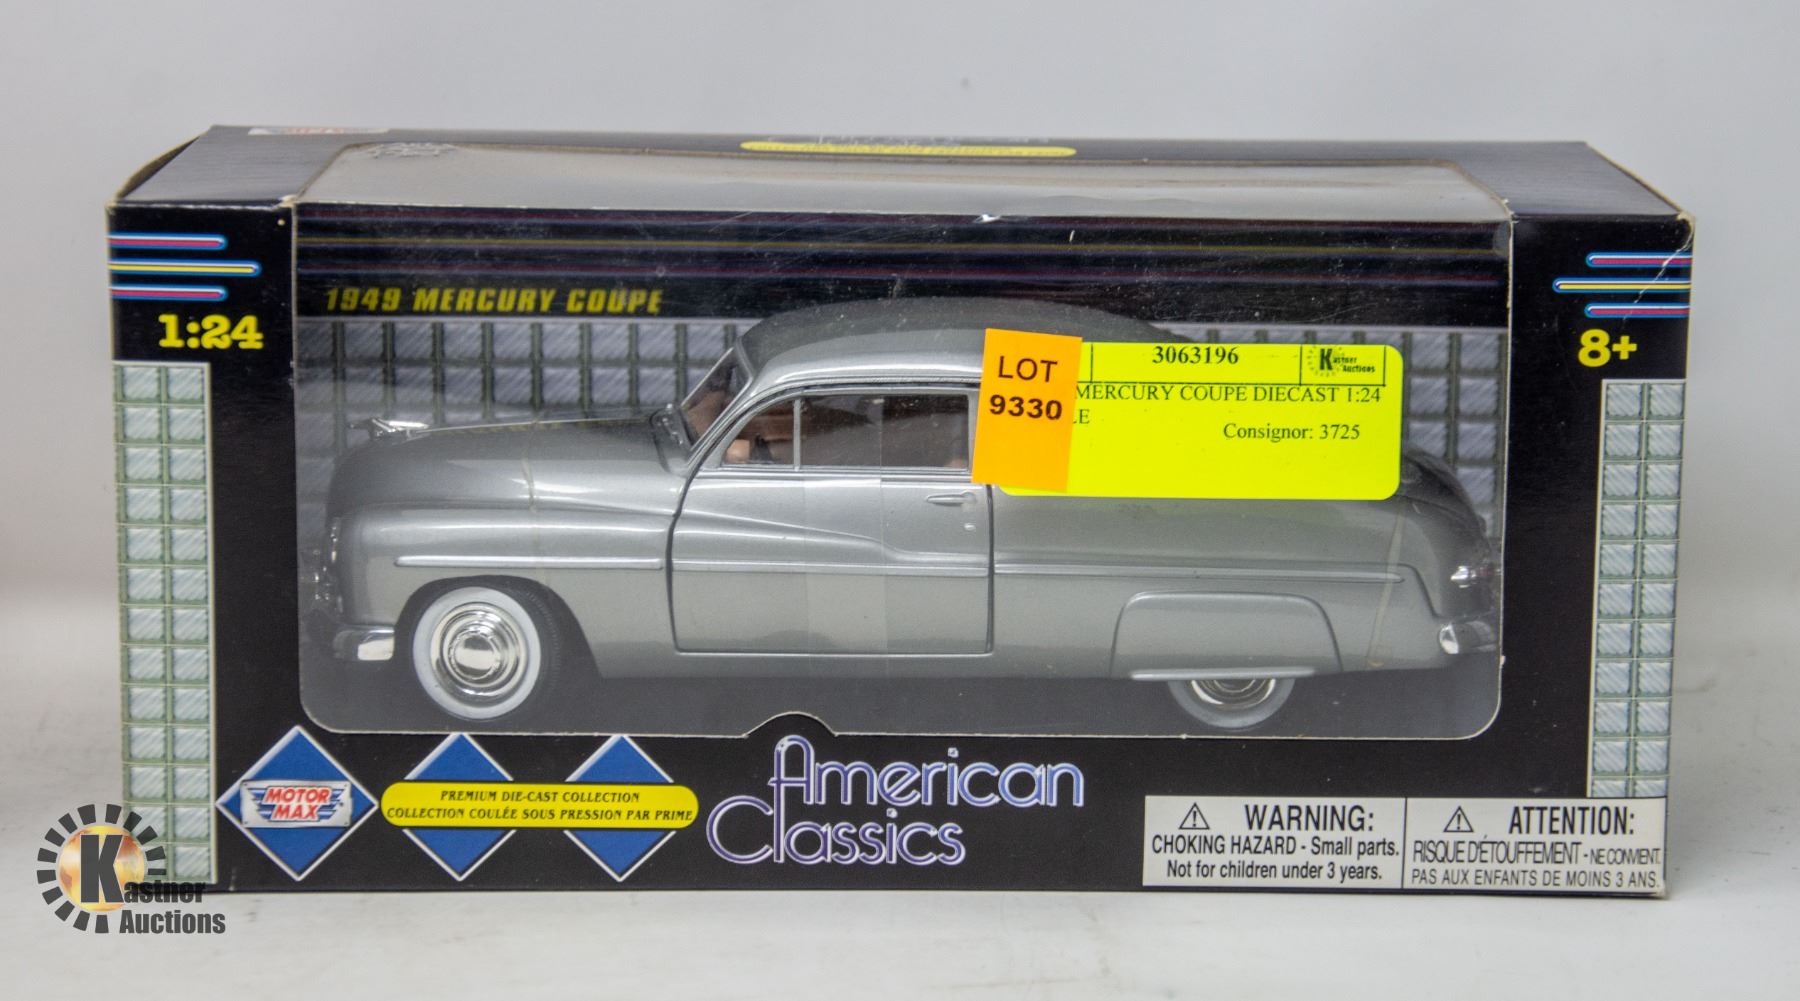 1949 MERCURY COUPE
1:24
8+
LOT
9330
3063196
Kastner
Auctions
MERCURY COUPE DIECAST 1:24
LE
Consignor: 3725
MOTOR
MAX
PREMIUM DIE-CAST COLLECTION
COLLECTION COULÉE SOUS PRESSION PAR PRIME
American
Classics
WARNING:
CHOKING HAZARD - Small parts.
Not for children under 3 years.
ATTENTION:
RISQUE D'ÉTOUFFEMENT - NE CONVIENT
PAS AUX ENFANTS DE MOINS 3 ANS.
Kastner
Auctions